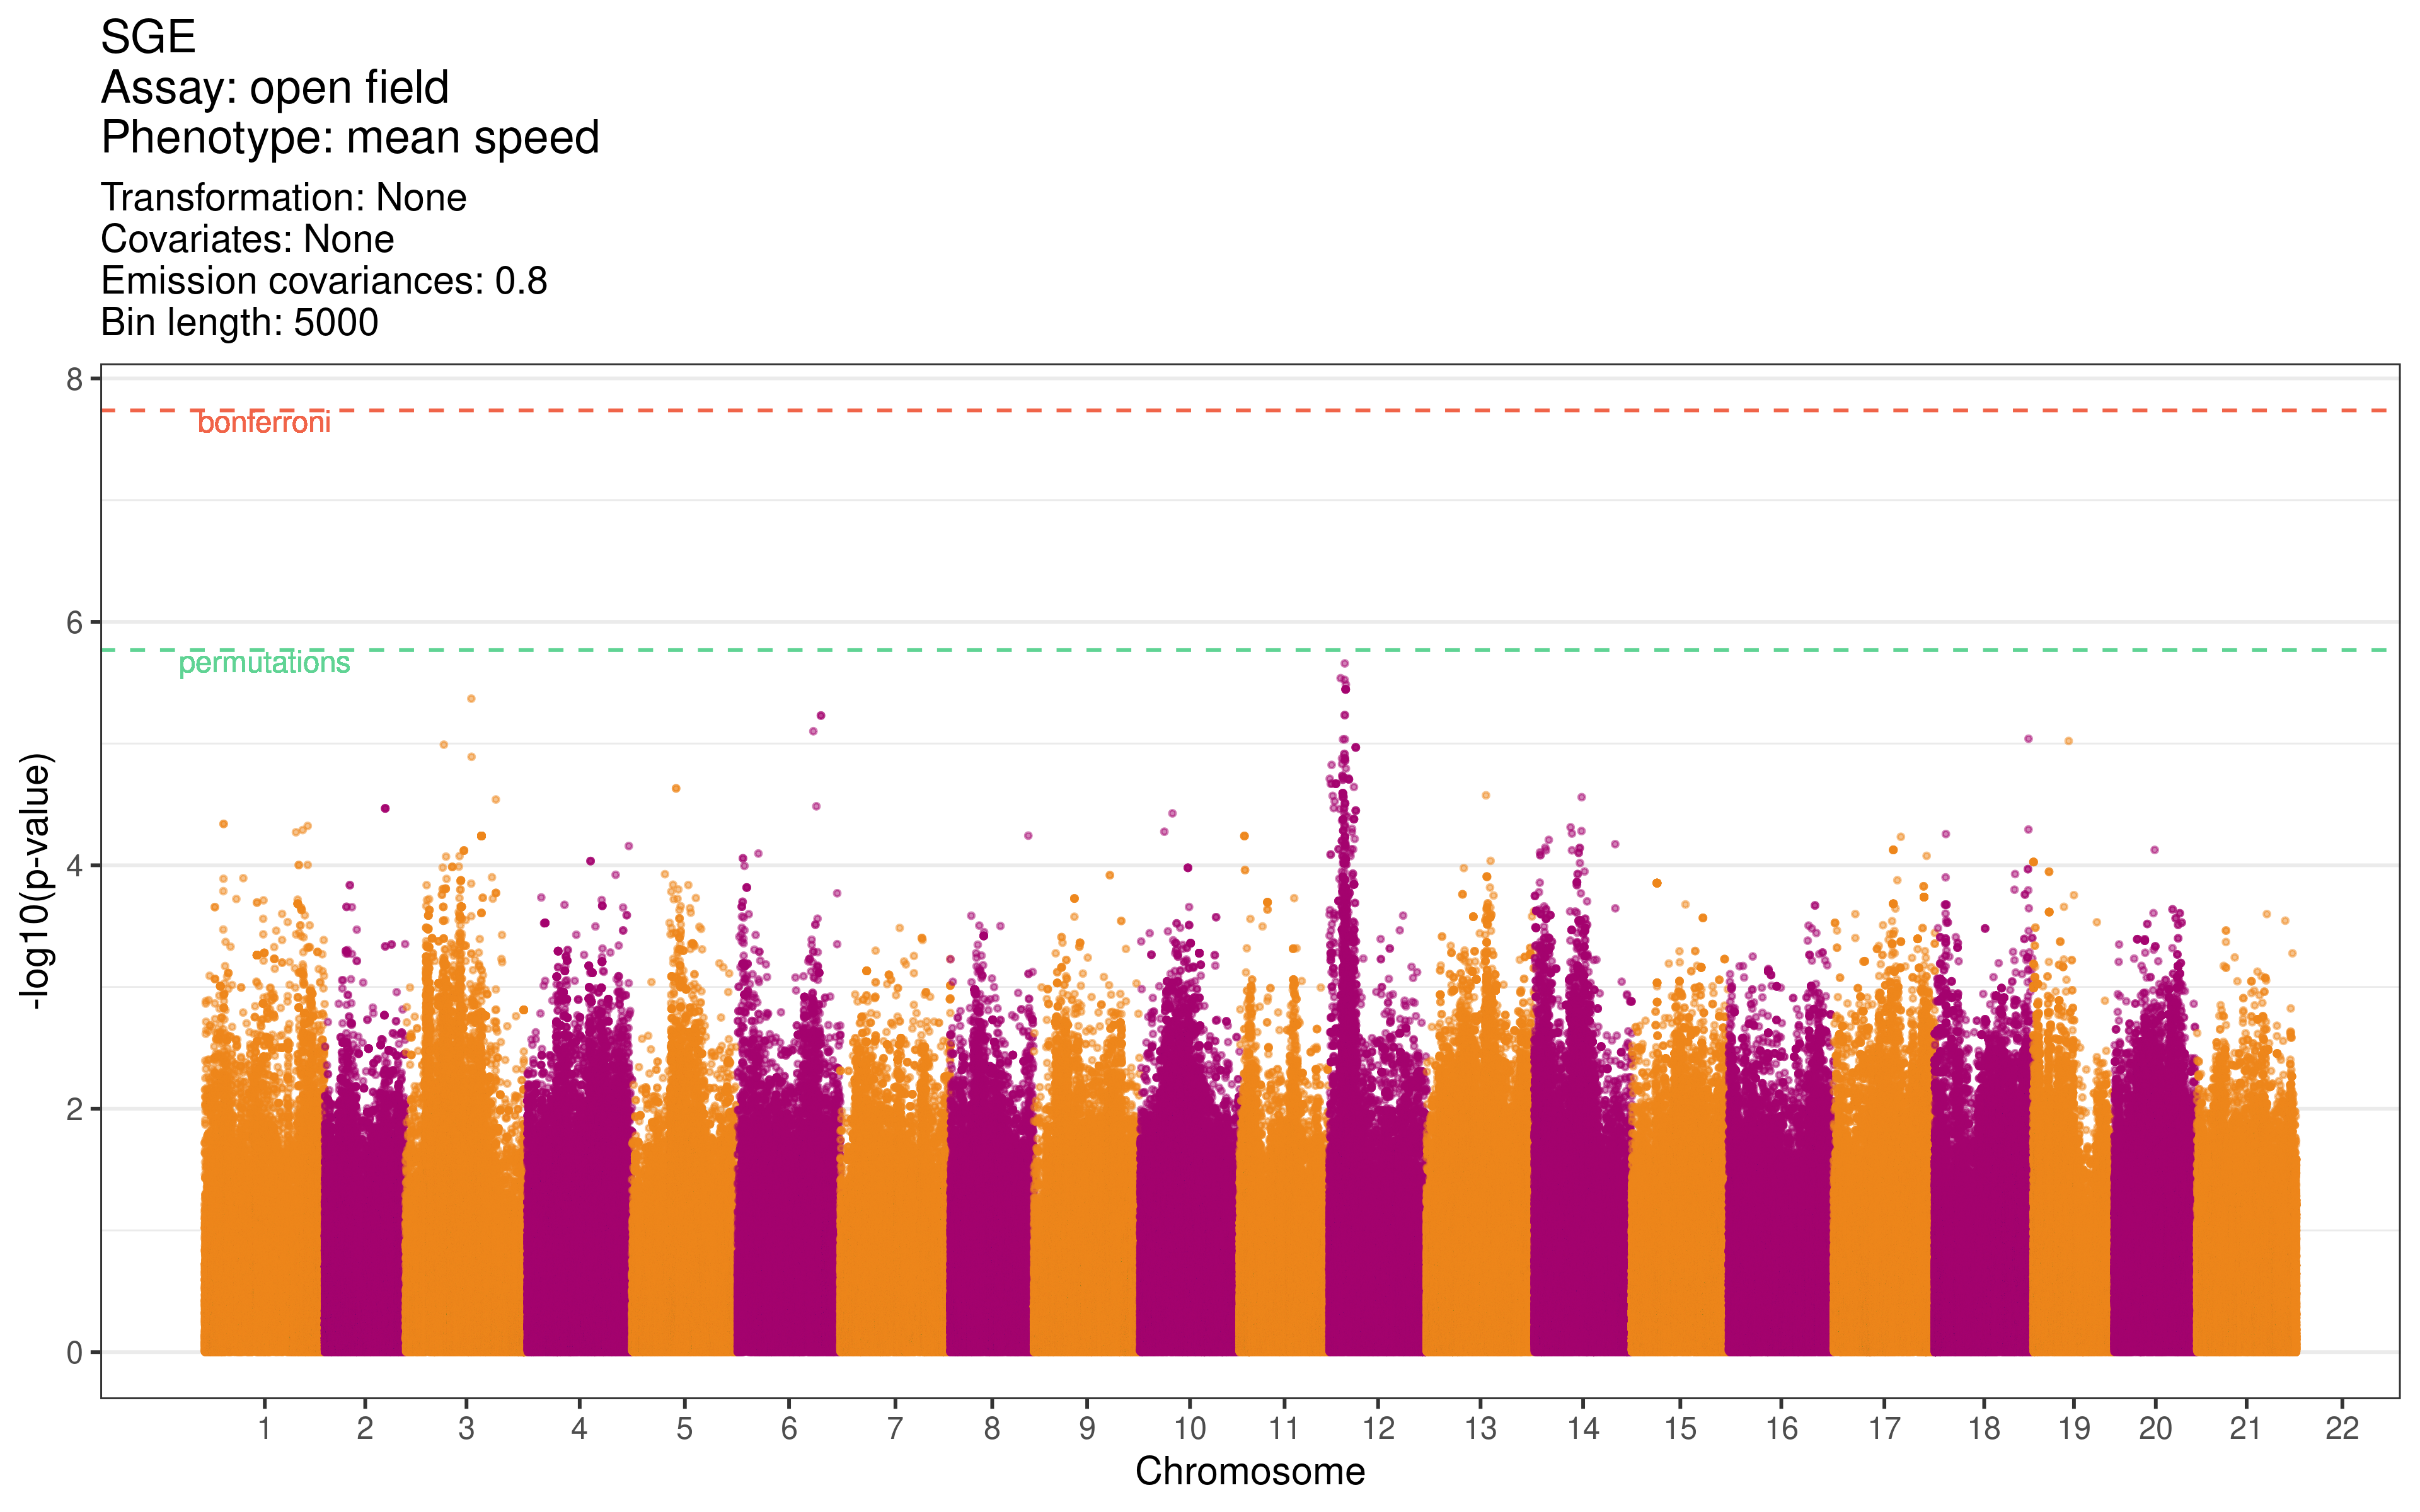 SGE
Assay: open field
Phenotype: mean speed
Transformation: None
Covariates: None
Emission covariances: 0.8
Bin length: 5000
8
bonferroni
6
permutations
4
2
0
-log10(p-value)
1 2 3 4 5 6 7 8 9 10 11 12 13 14 15 16 17 18 19 20 21 22
Chromosome